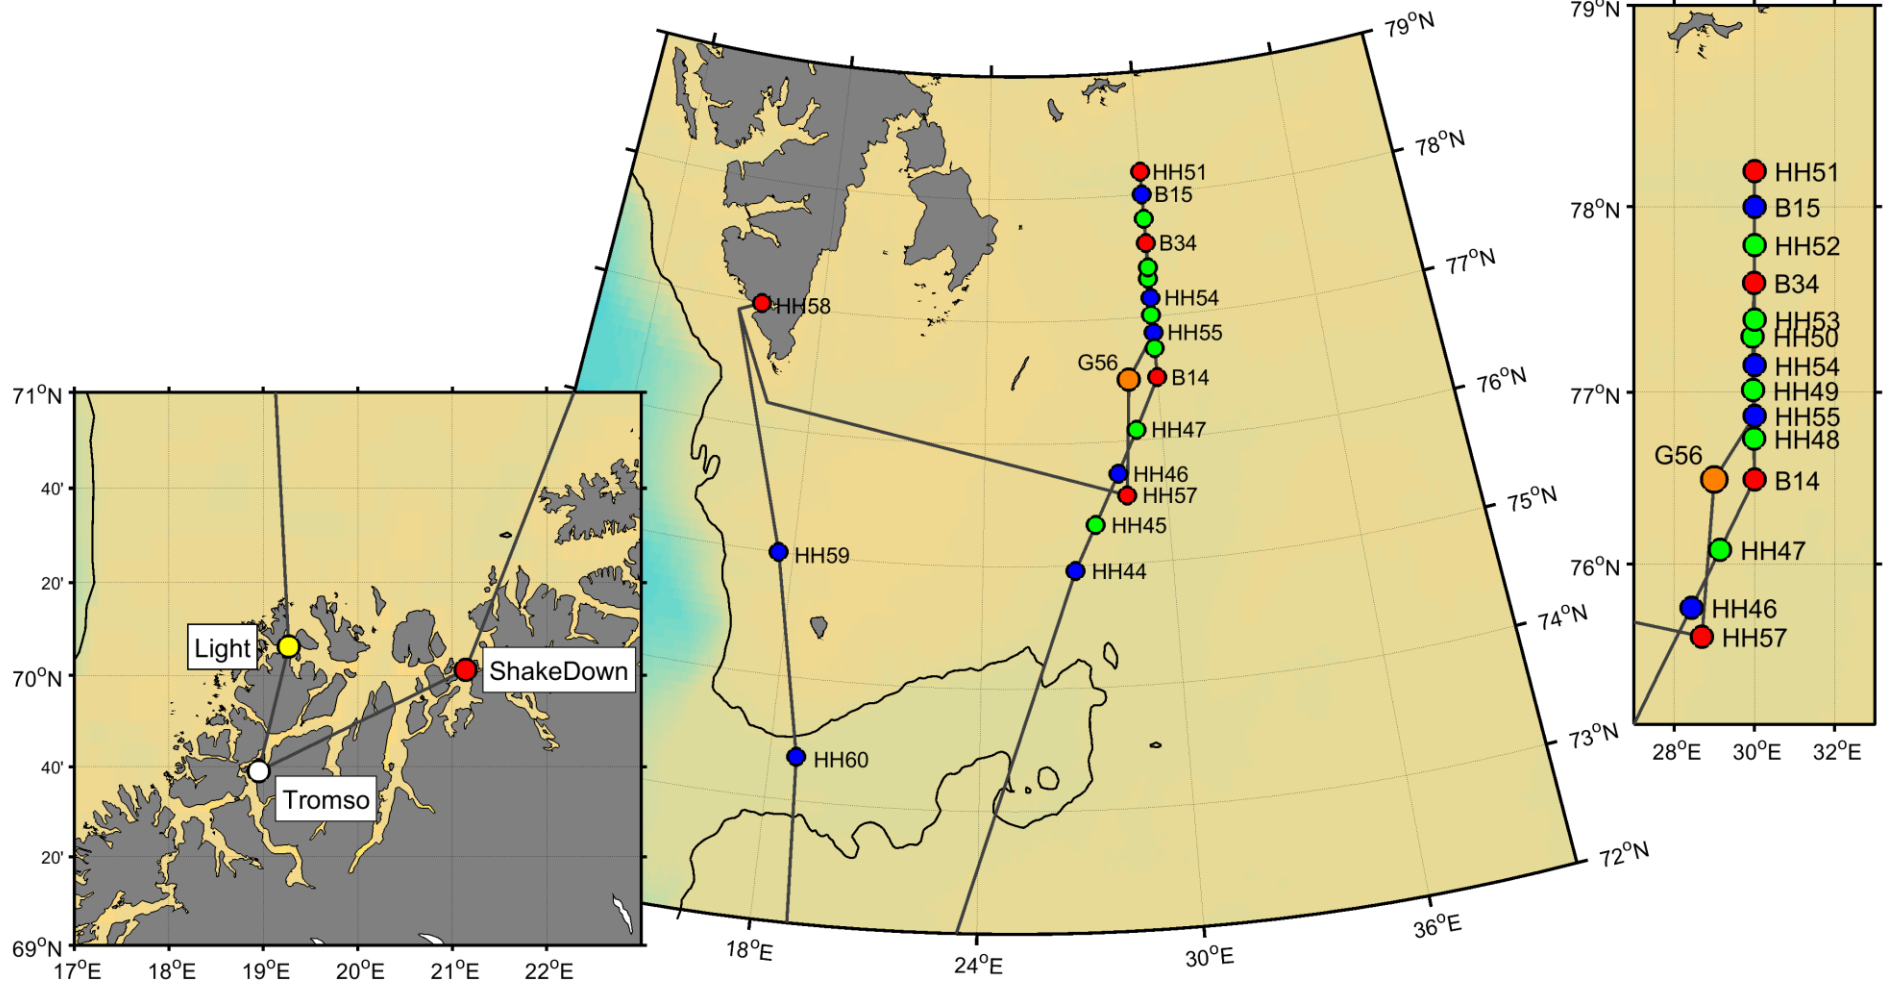 71°N
40'
20'
70°N
40'
20'
69°N
17°E
18°E
19°E
20°E
21°E
22°E
Light
ShakeDown
Tromso
79°N
78°N
77°N
76°N
75°N
74°N
73°N
72°N
18°E
24°E
30°E
36°E
HH51
B15
B34
HH54
HH55
G56
B14
HH47
HH46
HH57
HH45
HH44
HH58
HH59
HH60
79°N
78°N
77°N
76°N
28°E
30°E
32°E
HH51
B15
HH52
B34
HH53
HH50
HH54
HH49
HH55
HH48
G56
B14
HH47
HH46
HH57